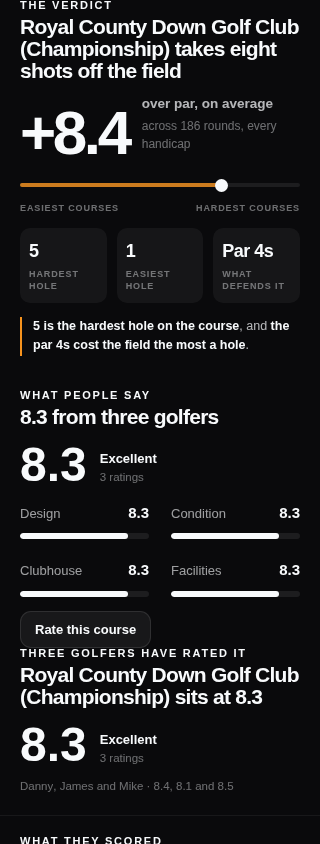 THE VERDICT
Royal County Down Golf Club
(Championship) takes eight
shots off the field
+8.4
over par, on average
across 186 rounds, every
handicap
EASIEST COURSES
HARDEST COURSES
5
HARDEST
HOLE
1
EASIEST
HOLE
Par 4s
WHAT
DEFENDS IT
5 is the hardest hole on the course, and the
par 4s cost the field the most a hole.
WHAT PEOPLE SAY
8.3 from three golfers
8.3
Excellent
3 ratings
Design 8.3
Condition 8.3
Clubhouse 8.3
Facilities 8.3
Rate this course
THREE GOLFERS HAVE RATED IT
Royal County Down Golf Club
(Championship) sits at 8.3
8.3
Excellent
3 ratings
Danny, James and Mike · 8.4, 8.1 and 8.5
WHAT THEY SCORED